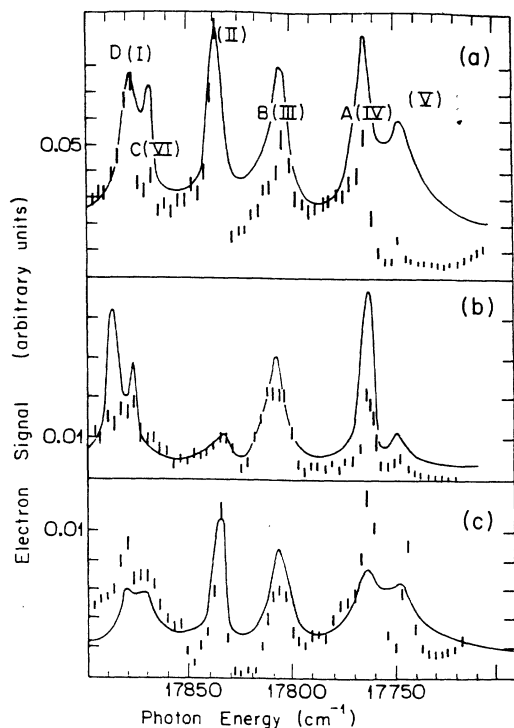 (II)
(a)
D(I)
(V)
B(III)
A(IV)
0.05
C(VI)
(b)
0.01
(c)
0.01
Electron Signal (arbitrary units)
17850
17800
17750
Photon Energy (cm⁻¹)